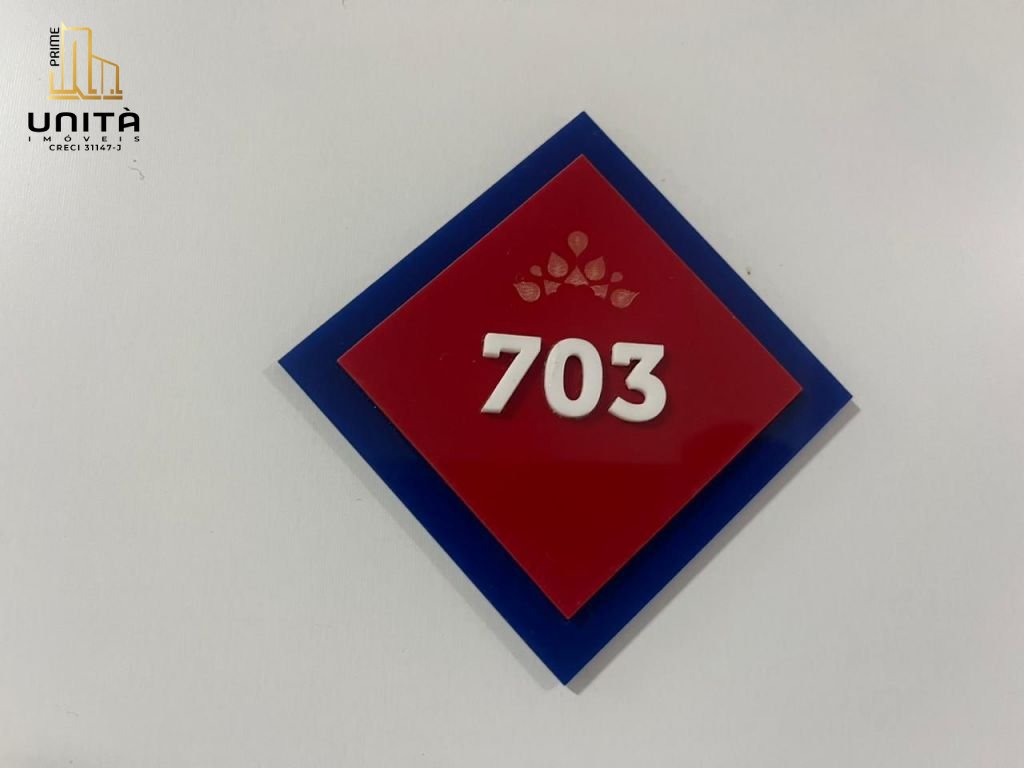 PRIME
UNITÀ
IMÓVEIS
CRECI 31147-J
703